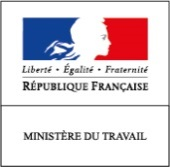 Liberté • Égalité • Fraternité
RÉPUBLIQUE FRANÇAISE
MINISTÈRE DU TRAVAIL